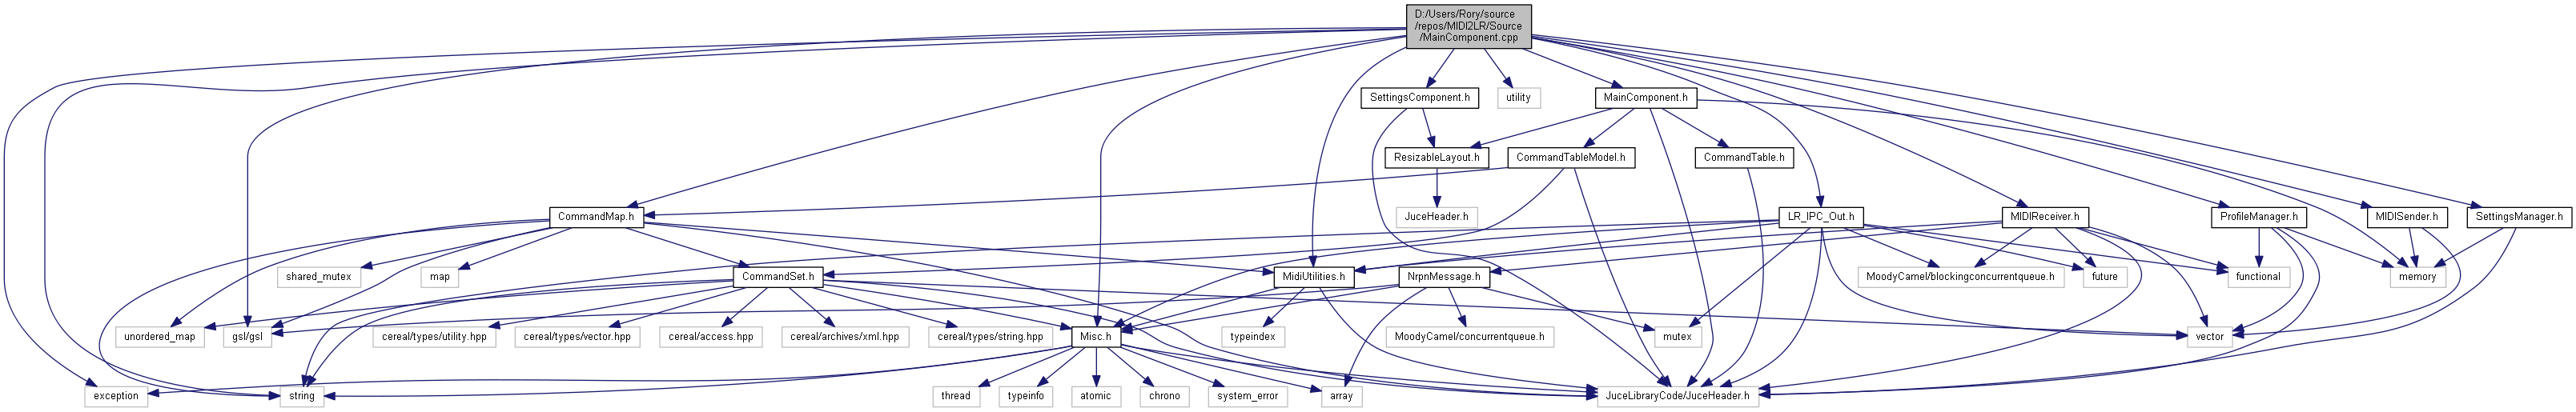 D:/Users/Rory/source
/repos/MIDI2LR/Source
/MainComponent.cpp
SettingsComponent.h
utility
MainComponent.h
ResizableLayout.h
CommandTableModel.h
CommandTable.h
CommandMap.h
JuceHeader.h
LR_IPC_Out.h
MIDIReceiver.h
ProfileManager.h
MIDISender.h
SettingsManager.h
shared_mutex
map
CommandSet.h
MidiUtilities.h
NrpnMessage.h
MoodyCamel/blockingconcurrentqueue.h
future
functional
memory
unordered_map
gsl/gsl
cereal/types/utility.hpp
cereal/types/vector.hpp
cereal/access.hpp
cereal/archives/xml.hpp
cereal/types/string.hpp
Misc.h
typeindex
MoodyCamel/concurrentqueue.h
mutex
vector
exception
string
thread
typeinfo
atomic
chrono
system_error
array
JuceLibraryCode/JuceHeader.h